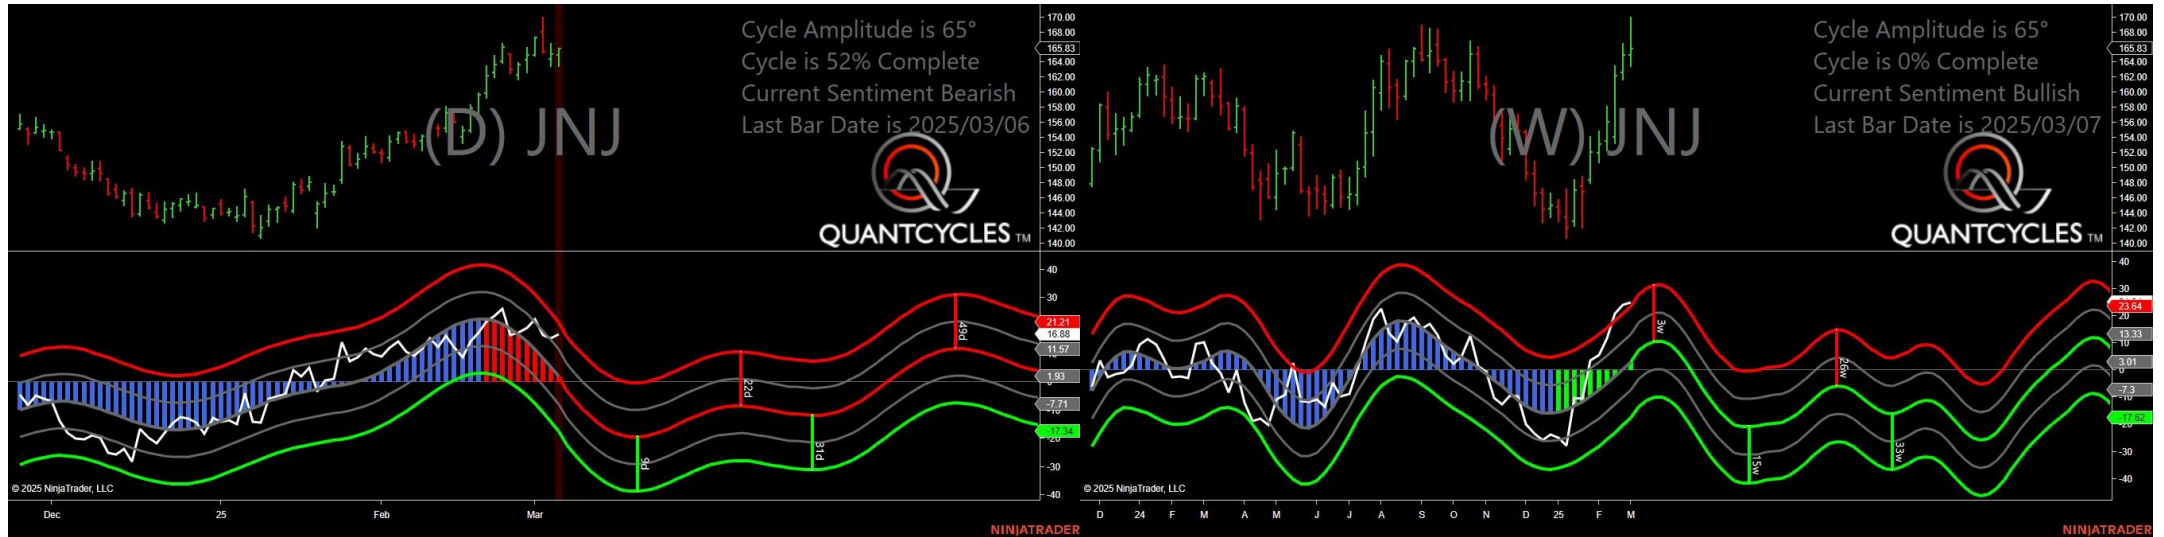 Cycle Amplitude is 65°
Cycle is 52% Complete
Current Sentiment Bearish
Last Bar Date is 2025/03/06
(D) JNJ
QUANTCYCLES TM
170.00
168.00
165.83
164.00
162.00
160.00
158.00
156.00
154.00
152.00
150.00
148.00
146.00
144.00
142.00
140.00
40
30
21.21
16.88
11.57
1.93
-7.71
-17.34
-30
-40
9d
22d
31d
49d
© 2025 NinjaTrader, LLC
Dec
25
Feb
Mar
NINJATRADER
Cycle Amplitude is 65°
Cycle is 0% Complete
Current Sentiment Bullish
Last Bar Date is 2025/03/07
(W) JNJ
QUANTCYCLES TM
170.00
168.00
165.83
164.00
162.00
160.00
158.00
156.00
154.00
152.00
150.00
148.00
146.00
144.00
142.00
140.00
40
30
23.64
20
13.33
10
3.01
-7.3
-10
-17.62
-30
-40
3w
15w
26w
33w
© 2025 NinjaTrader, LLC
D 24 F M A M J J A S O N D 25 F M
NINJATRADER